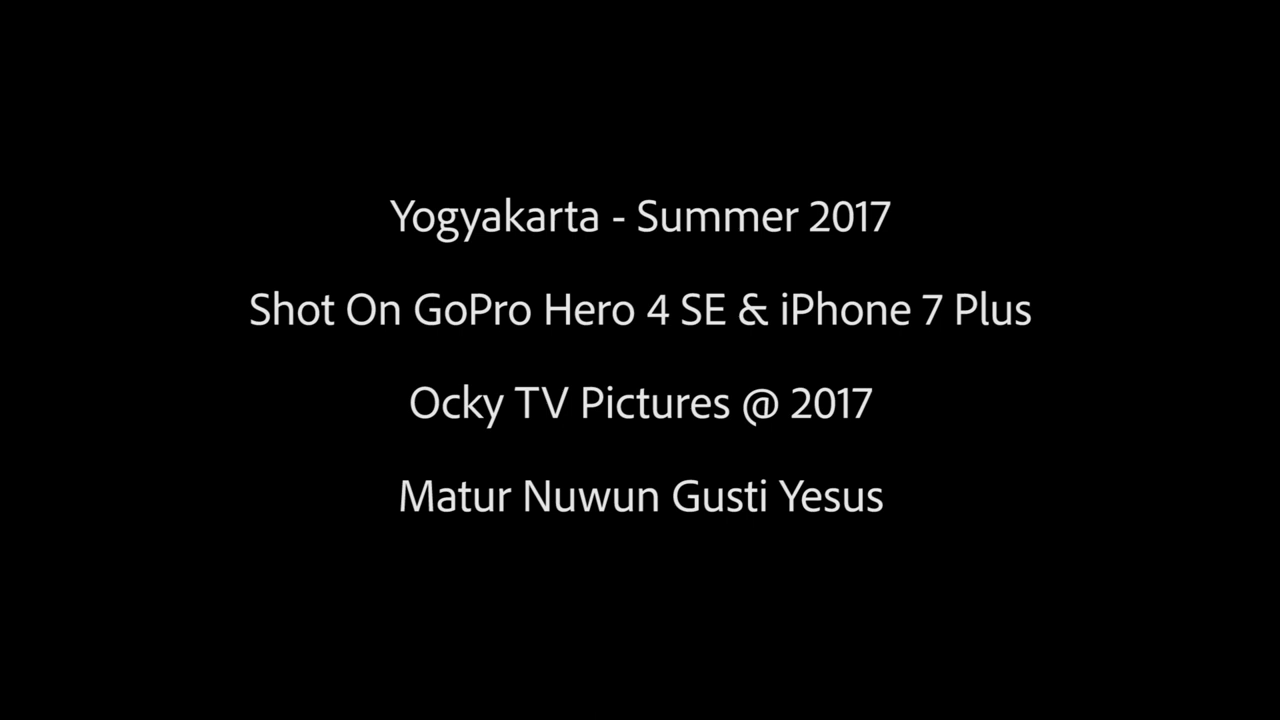 Yogyakarta - Summer 2017
Shot On GoPro Hero 4 SE & iPhone 7 Plus
Ocky TV Pictures @ 2017
Matur Nuwun Gusti Yesus